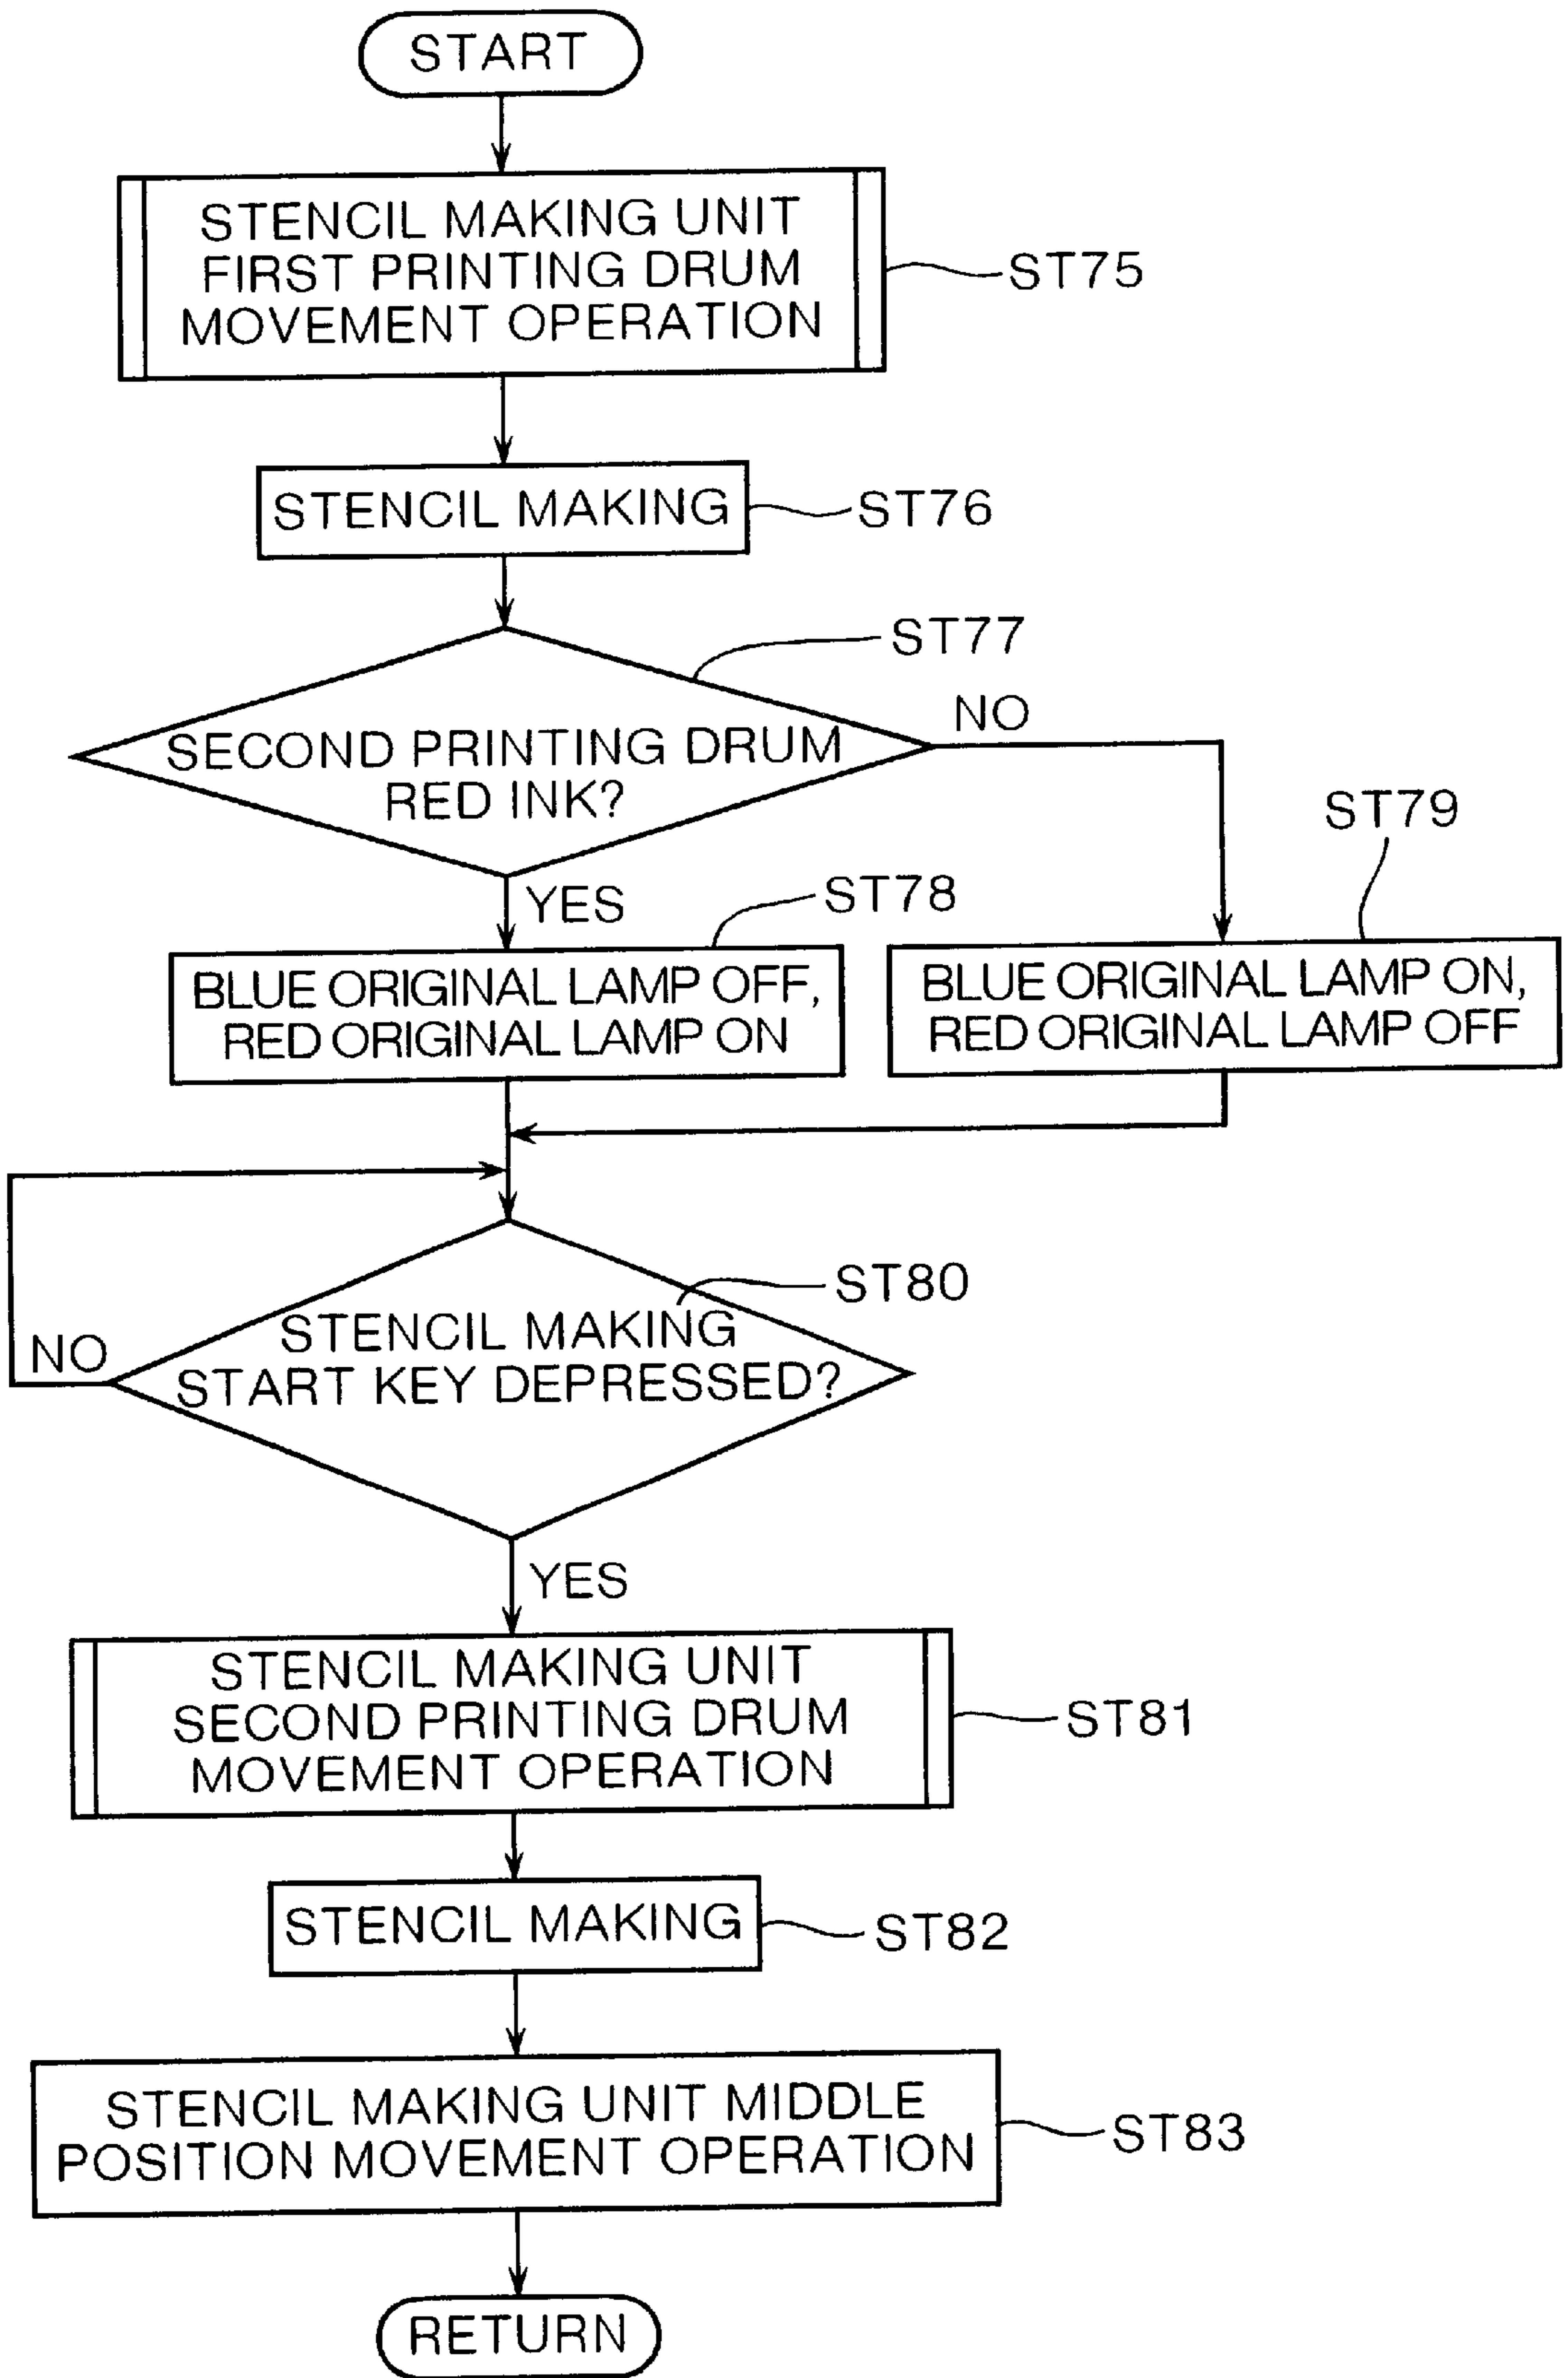 START
STENCIL MAKING UNIT
FIRST PRINTING DRUM
MOVEMENT OPERATION
ST75
STENCIL MAKING
ST76
ST77
SECOND PRINTING DRUM
RED INK?
NO
YES
ST78
ST79
BLUE ORIGINAL LAMP OFF,
RED ORIGINAL LAMP ON
BLUE ORIGINAL LAMP ON,
RED ORIGINAL LAMP OFF
ST80
STENCIL MAKING
START KEY DEPRESSED?
NO
YES
STENCIL MAKING UNIT
SECOND PRINTING DRUM
MOVEMENT OPERATION
ST81
STENCIL MAKING
ST82
STENCIL MAKING UNIT MIDDLE
POSITION MOVEMENT OPERATION
ST83
RETURN